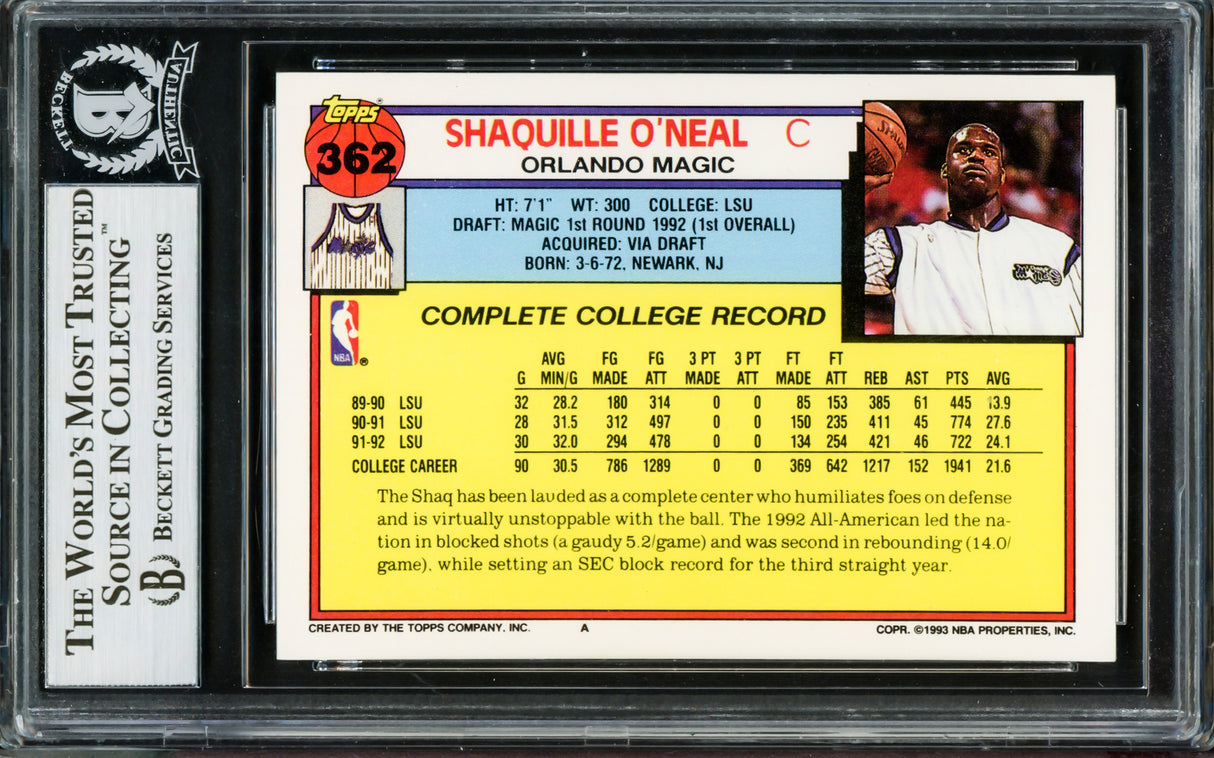 BECKETT
AUTHENTIC
B
THE WORLD'S MOST TRUSTED
SOURCE IN COLLECTING™
B BECKETT GRADING SERVICES
Topps®
362
SHAQUILLE O'NEAL C
ORLANDO MAGIC
Magic
HT: 7'1" WT: 300 COLLEGE: LSU
DRAFT: MAGIC 1st ROUND 1992 (1st OVERALL)
ACQUIRED: VIA DRAFT
BORN: 3-6-72, NEWARK, NJ
NBA ®
COMPLETE COLLEGE RECORD
AVG FG FG 3 PT 3 PT FT FT
G MIN/G MADE ATT MADE ATT MADE ATT REB AST PTS AVG
89-90 LSU 32 28.2 180 314 0 0 85 153 385 61 445 13.9
90-91 LSU 28 31.5 312 497 0 0 150 235 411 45 774 27.6
91-92 LSU 30 32.0 294 478 0 0 134 254 421 46 722 24.1
COLLEGE CAREER 90 30.5 786 1289 0 0 369 642 1217 152 1941 21.6
The Shaq has been lauded as a complete center who humiliates foes on defense
and is virtually unstoppable with the ball. The 1992 All-American led the na-
tion in blocked shots (a gaudy 5.2/game) and was second in rebounding (14.0/
game), while setting an SEC block record for the third straight year.
CREATED BY THE TOPPS COMPANY, INC. A COPR. ©1993 NBA PROPERTIES, INC.